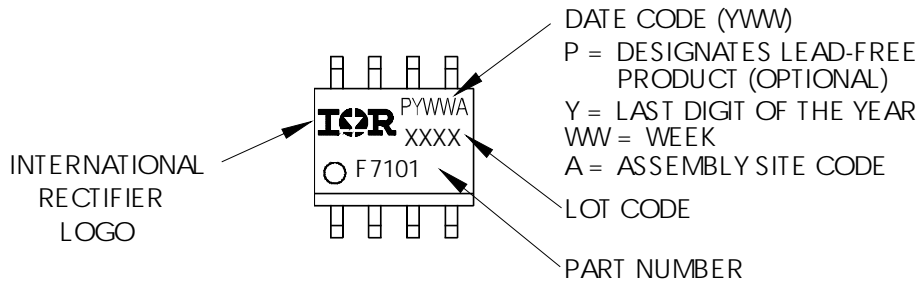 DATE CODE (YWW)
P = DESIGNATES LEAD-FREE
PRODUCT (OPTIONAL)
Y = LAST DIGIT OF THE YEAR
WW = WEEK
A = ASSEMBLY SITE CODE
LOT CODE
PART NUMBER
INTERNATIONAL
RECTIFIER
LOGO
PYWWA
IOR
XXXX
F7101